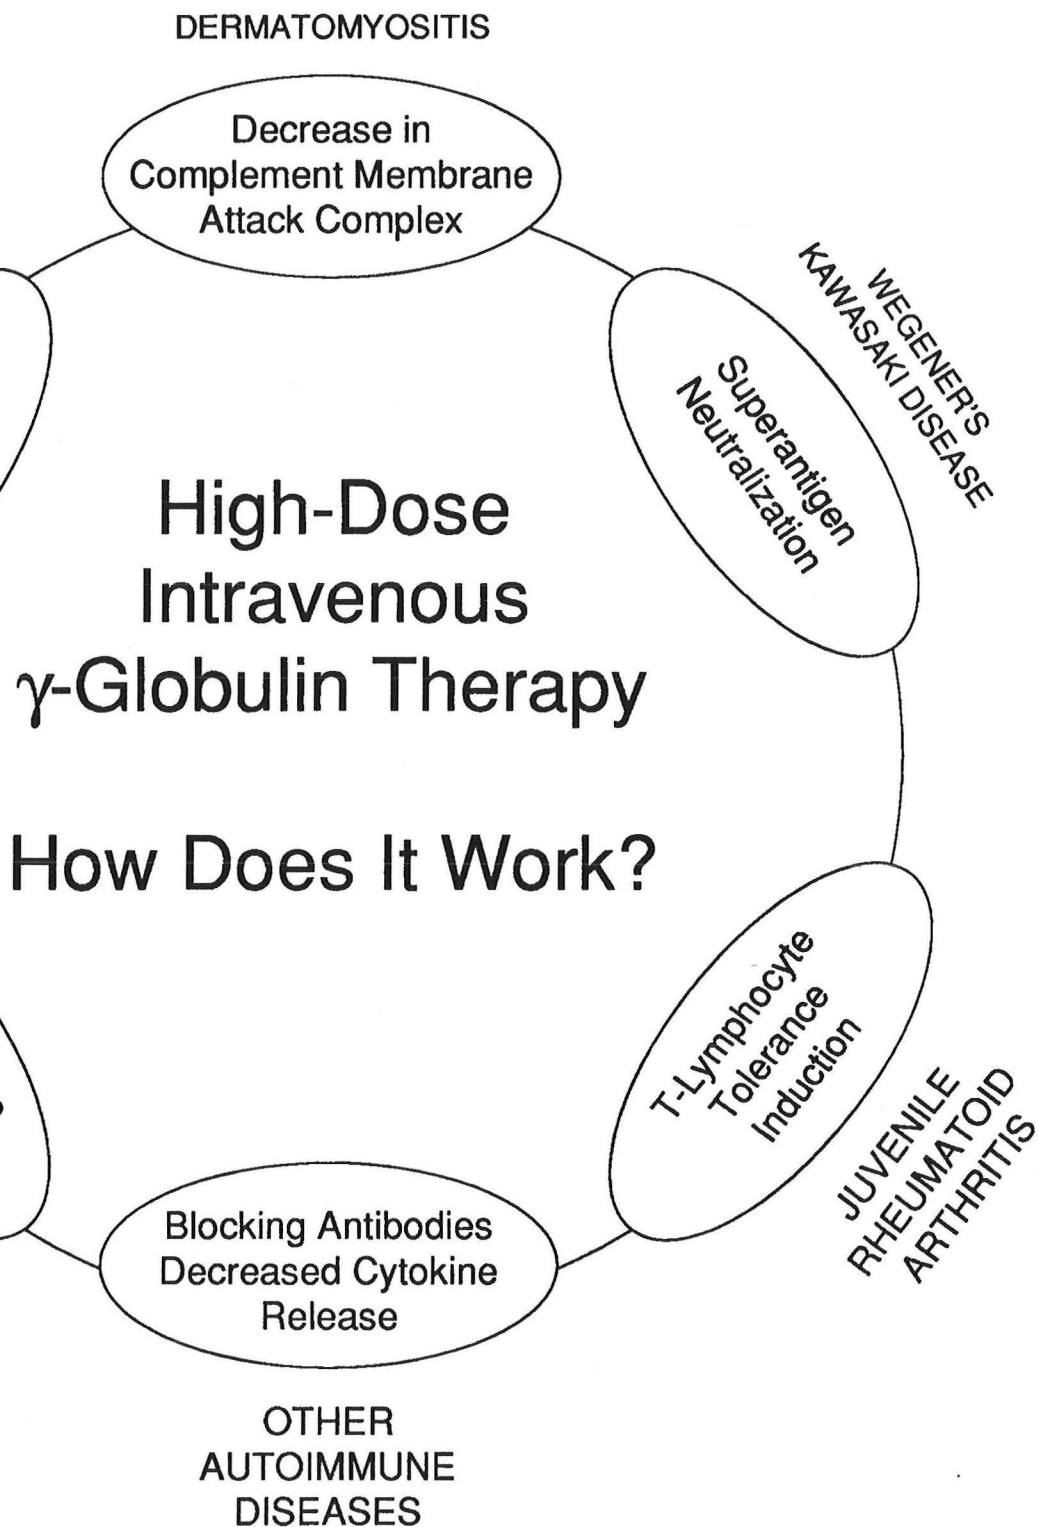 DERMATOMYOSITIS
Decrease in
Complement Membrane
Attack Complex
WEGENER'S
KAWASAKI DISEASE
Superantigen
Neutralization
High-Dose
Intravenous
γ-Globulin Therapy
How Does It Work?
T-Lymphocyte
Tolerance
Induction
JUVENILE
RHEUMATOID
ARTHRITIS
Blocking Antibodies
Decreased Cytokine
Release
OTHER
AUTOIMMUNE
DISEASES